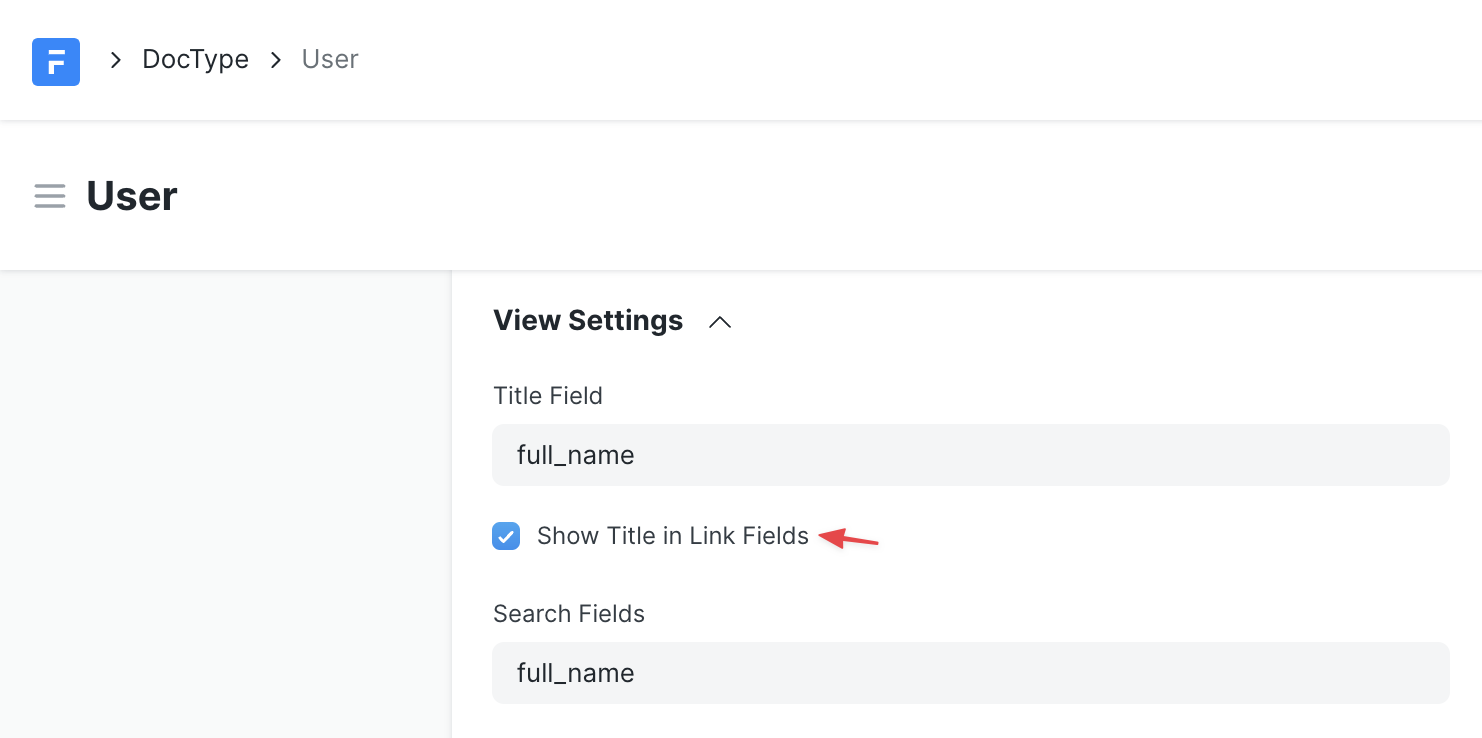 F > DocType > User
User
View Settings
Title Field
full_name
Show Title in Link Fields
Search Fields
full_name